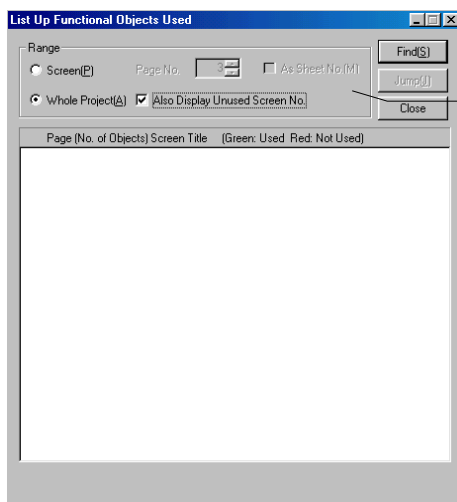 List Up Functional Objects Used
Range
Screen(P) Page No. 3 As Sheet No.(M)
Whole Project(A) Also Display Unused Screen No.
Find(S)
Jump(J)
Close
Page (No. of Objects) Screen Title (Green: Used Red: Not Used)